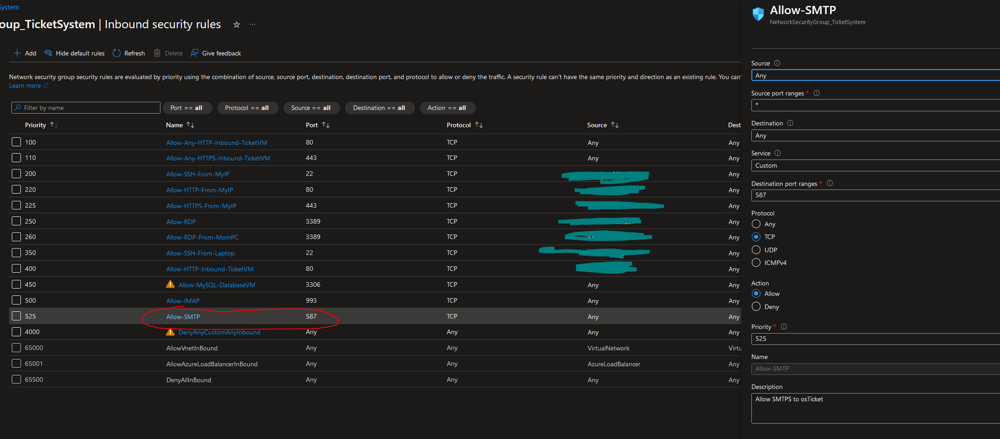 System
oup_TicketSystem | Inbound security rules ☆ ...
Add Hide default rules Refresh Delete Give feedback
Network security group security rules are evaluated by priority using the combination of source, source port, destination, destination port, and protocol to allow or deny the traffic. A security rule can't have the same priority and direction as an existing rule. You can'
Learn more
Filter by name Port == all Protocol == all Source == all Destination == all Action == all
Priority ↑↓ Name ↑↓ Port ↑↓ Protocol ↑↓ Source ↑↓ Dest
100 Allow-Any-HTTP-Inbound-TicketVM 80 TCP Any Any
110 Allow-Any-HTTPS-Inbound-TicketVM 443 TCP Any Any
200 Allow-SSH-From-MyIP 22 TCP Any
220 Allow-HTTP-From-MyIP 80 TCP Any
225 Allow-HTTPS-From-MyIP 443 TCP Any
250 Allow-RDP 3389 TCP Any
260 Allow-RDP-From-MomPC 3389 TCP Any
350 Allow-SSH-From-Laptop 22 TCP Any
400 Allow-HTTP-Inbound-TicketVM 80 TCP Any
450 Allow-MySQL-DatabaseVM 3306 TCP Any Any
500 Allow-IMAP 993 TCP Any Any
525 Allow-SMTP 587 TCP Any Any
4000 DenyAnyCustomAnyInbound Any Any Any Any
65000 AllowVnetInBound Any Any VirtualNetwork Virtu
65001 AllowAzureLoadBalancerInBound Any Any AzureLoadBalancer Any
65500 DenyAllInBound Any Any Any Any
Allow-SMTP
NetworkSecurityGroup_TicketSystem
Source
Any
Source port ranges *
*
Destination
Any
Service
Custom
Destination port ranges *
587
Protocol
Any
TCP
UDP
ICMPv4
Action
Allow
Deny
Priority *
525
Name
Allow-SMTP
Description
Allow SMTPS to osTicket